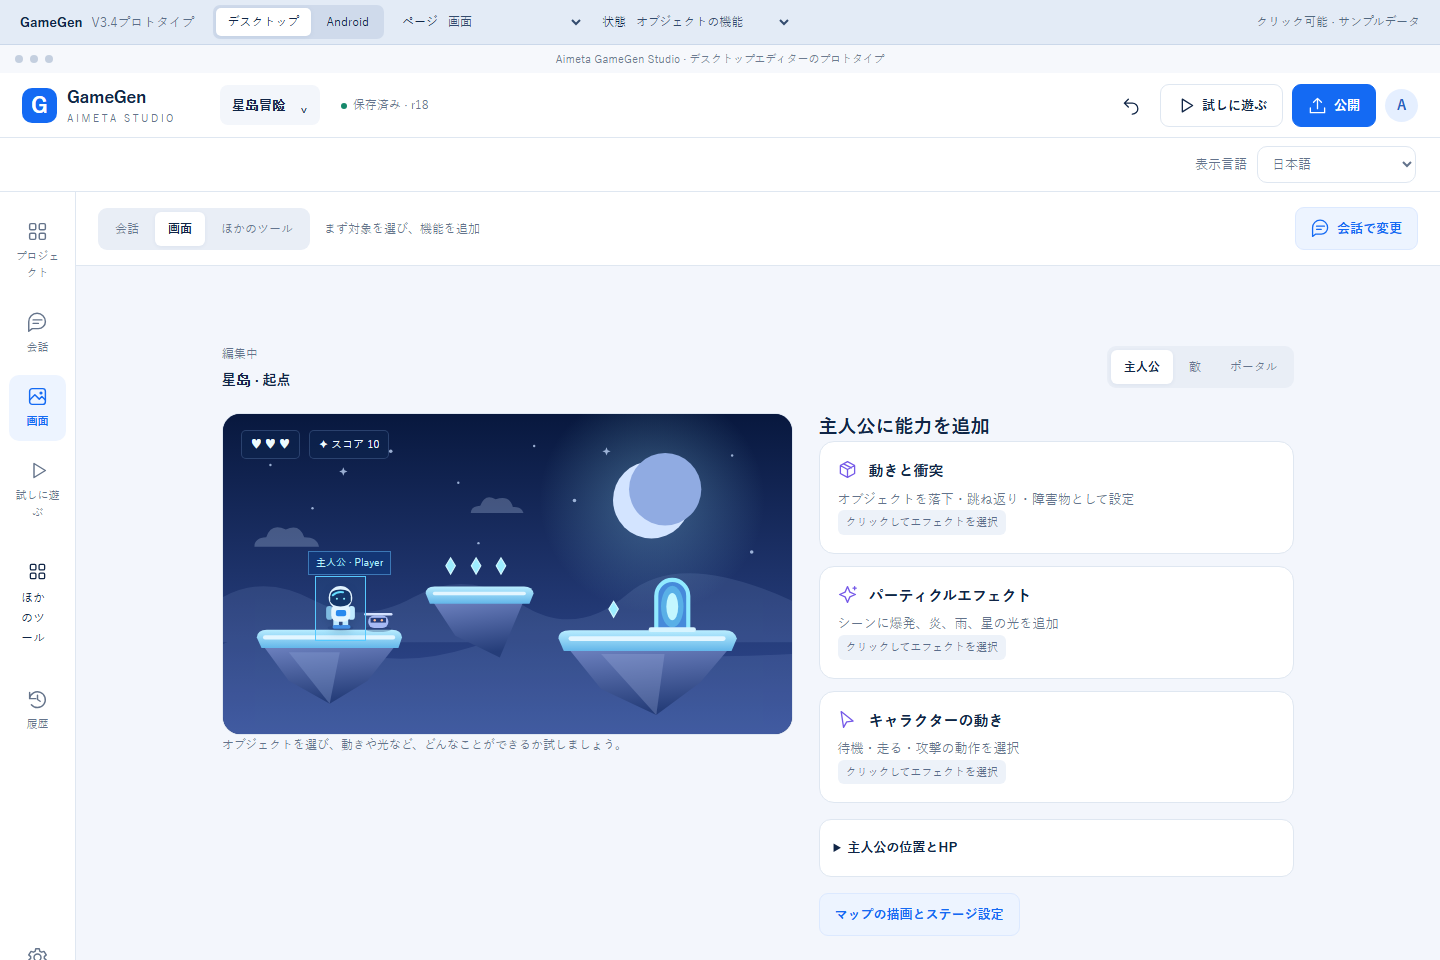 GameGen V3.4プロトタイプ デスクトップ Android ページ 画面 状態 オブジェクトの機能 クリック可能 · サンプルデータ
Aimeta GameGen Studio · デスクトップエディターのプロトタイプ
G GameGen
AIMETA STUDIO
星岛冒险 保存済み · r18 試しに遊ぶ 公開 A
表示言語 日本語
会話 画面 ほかのツール まず対象を選び、機能を追加 会話で変更
プロジェ
クト
会話
画面
試しに遊
ぶ
ほか
のツ
ール
履歴
編集中
星岛 · 起点
主人公 敵 ポータル
♥♥♥ ✦ スコア 10
主人公 · Player
オブジェクトを選び、動きや光など、どんなことができるか試しましょう。
主人公に能力を追加
動きと衝突
オブジェクトを落下・跳ね返り・障害物として設定
クリックしてエフェクトを選択
パーティクルエフェクト
シーンに爆発、炎、雨、星の光を追加
クリックしてエフェクトを選択
キャラクターの動き
待機・走る・攻撃の動作を選択
クリックしてエフェクトを選択
▶ 主人公の位置とHP
マップの描画とステージ設定